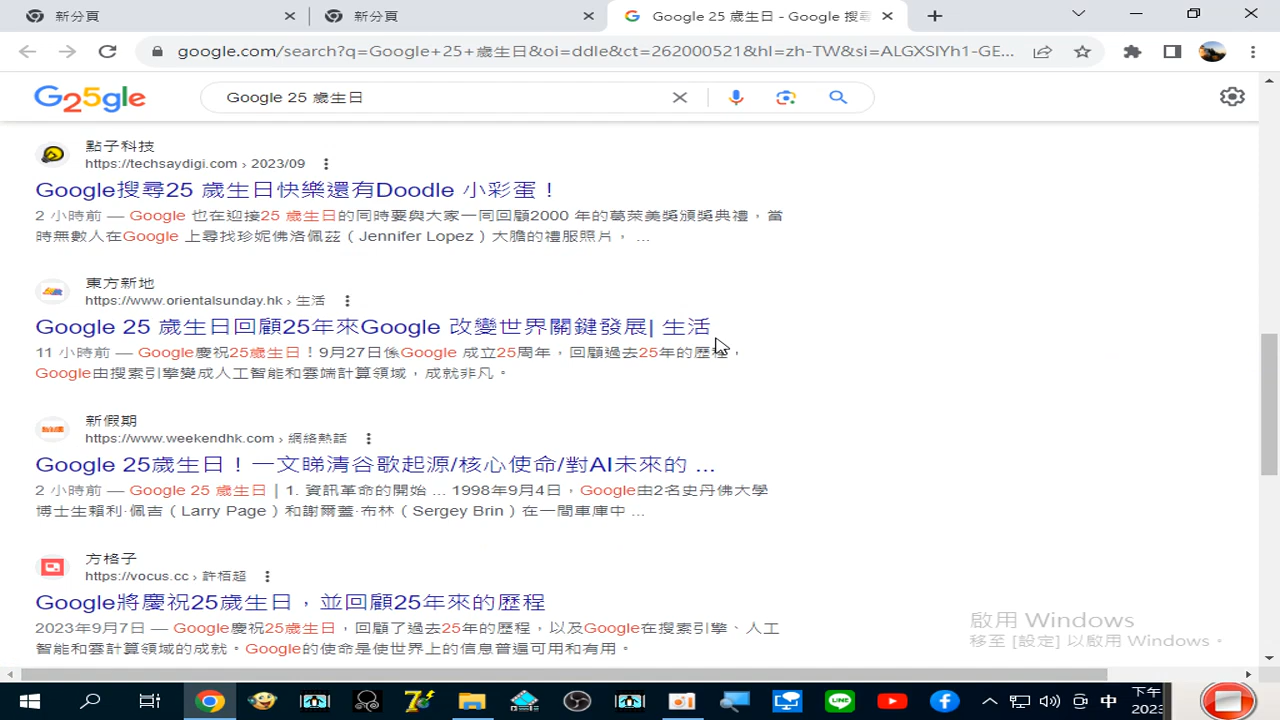 新分頁
新分頁
Google 25 歲生日 - Google 搜尋
google.com/search?q=Google+25+歲生日&oi=ddle&ct=262000521&hl=zh-TW&si=ALGXSlYh1-GE...
G25gle
Google 25 歲生日
點子科技
https://techsaydigi.com › 2023/09
Google搜尋25 歲生日快樂還有Doodle 小彩蛋！
2 小時前 — Google 也在迎接25 歲生日的同時要與大家一同回顧2000 年的葛萊美獎頒獎典禮，當
時無數人在Google 上尋找珍妮佛洛佩茲（Jennifer Lopez）大膽的禮服照片， ...
東方新地
https://www.orientalsunday.hk › 生活
Google 25 歲生日回顧25年來Google 改變世界關鍵發展| 生活
11 小時前 — Google慶祝25歲生日！9月27日係Google 成立25周年，回顧過去25年的歷程，
Google由搜索引擎變成人工智能和雲端計算領域，成就非凡。
新假期
https://www.weekendhk.com › 網絡熱話
Google 25歲生日！一文睇清谷歌起源/核心使命/對AI未來的 ...
2 小時前 — Google 25 歲生日 | 1. 資訊革命的開始 ... 1998年9月4日，Google由2名史丹佛大學
博士生賴利·佩吉（Larry Page）和謝爾蓋·布林（Sergey Brin）在一間車庫中 ...
方格子
https://vocus.cc › 許栢超
Google將慶祝25歲生日，並回顧25年來的歷程
2023年9月7日 — Google慶祝25歲生日，回顧了過去25年的歷程，以及Google在搜索引擎、人工
智能和雲計算領域的成就。Google的使命是使世界上的信息普遍可用和有用。
啟用 Windows
移至 [設定] 以啟用 Windows。
中
下午
2023